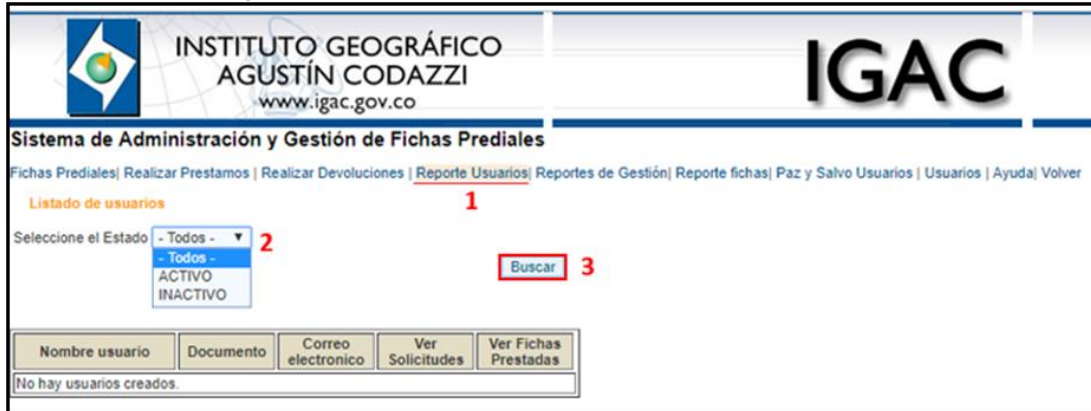 INSTITUTO GEOGRÁFICO
AGUSTÍN CODAZZI
www.igac.gov.co
IGAC
Sistema de Administración y Gestión de Fichas Prediales
Fichas Prediales| Realizar Prestamos | Realizar Devoluciones | Reporte Usuarios| Reportes de Gestión| Reporte fichas| Paz y Salvo Usuarios | Usuarios | Ayuda| Volver
1
Listado de usuarios
Seleccione el Estado - Todos - ▼ 2
- Todos -
ACTIVO
INACTIVO
Buscar 3
Nombre usuario Documento Correo electronico Ver Solicitudes Ver Fichas Prestadas
No hay usuarios creados.